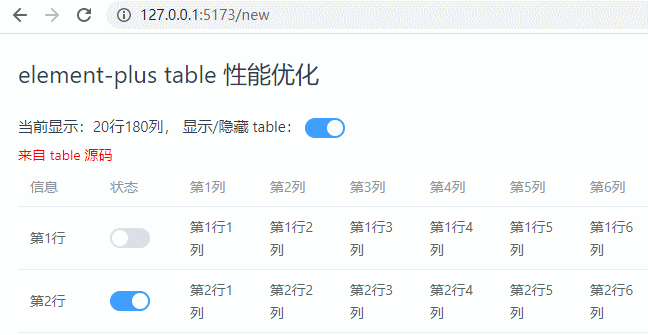 127.0.0.1:5173/new
element-plus table 性能优化
当前显示：20行180列， 显示/隐藏 table：
来自 table 源码
信息 状态 第1列 第2列 第3列 第4列 第5列 第6列
第1行 第1行1 第1行2 第1行3 第1行4 第1行5 第1行6
列 列 列 列 列 列
第2行 第2行1 第2行2 第2行3 第2行4 第2行5 第2行6
列 列 列 列 列 列